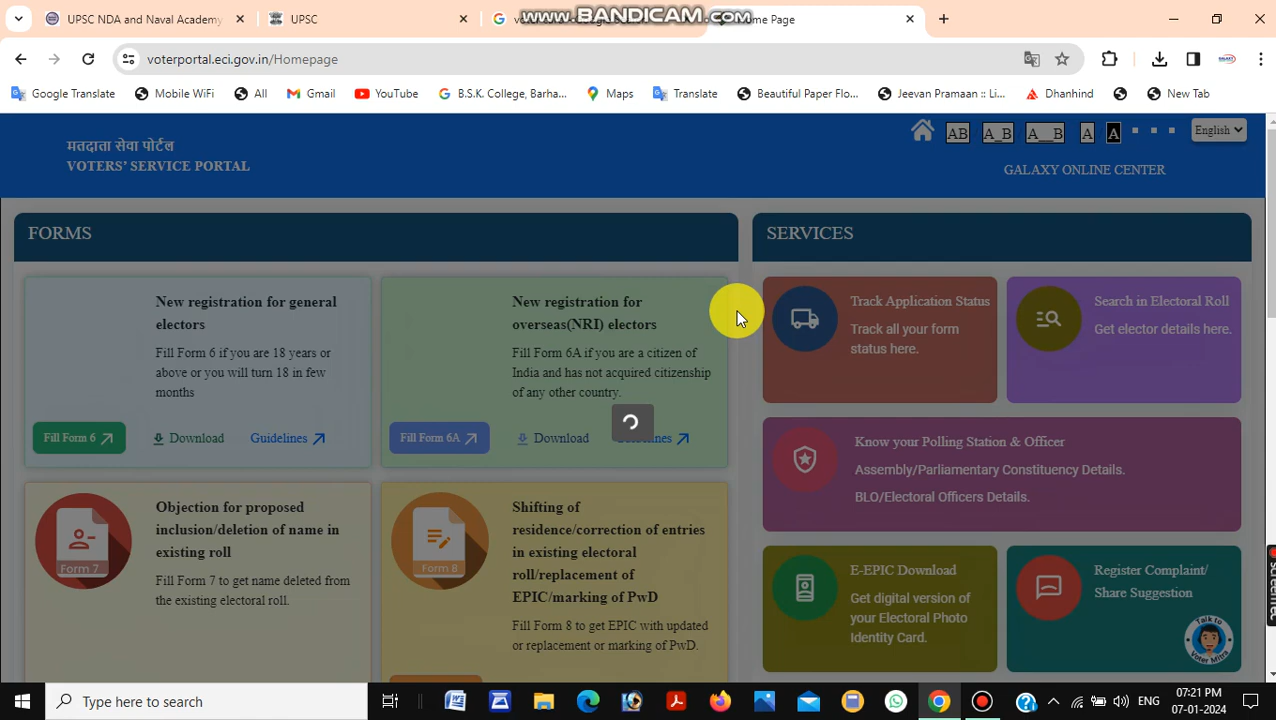 UPSC NDA and Naval Academy
UPSC
www.BANDICAM.com
Home Page
voterportal.eci.gov.in/Homepage
Google Translate
Mobile WiFi
All
Gmail
YouTube
B.S.K. College, Barha...
Maps
Translate
Beautiful Paper Flo...
Jeevan Pramaan :: Li...
Dhanhind
New Tab
मतदाता सेवा पोर्टल
VOTERS' SERVICE PORTAL
AB
A_B
A__B
A
A
English
GALAXY ONLINE CENTER
FORMS
New registration for general
electors
Fill Form 6 if you are 18 years or
above or you will turn 18 in few
months
Fill Form 6
Download
Guidelines
New registration for
overseas(NRI) electors
Fill Form 6A if you are a citizen of
India and has not acquired citizenship
of any other country.
Fill Form 6A
Download
Form 7
Objection for proposed
inclusion/deletion of name in
existing roll
Fill Form 7 to get name deleted from
the existing electoral roll.
Form 8
Shifting of
residence/correction of entries
in existing electoral
roll/replacement of
EPIC/marking of PwD
Fill Form 8 to get EPIC with updated
or replacement or marking of PwD.
SERVICES
Track Application Status
Track all your form
status here.
Search in Electoral Roll
Get elector details here.
Know your Polling Station & Officer
Assembly/Parliamentary Constituency Details.
BLO/Electoral Officers Details.
E-EPIC Download
Get digital version of
your Electoral Photo
Identity Card.
Register Complaint/
Share Suggestion
Talk To
Voter Mitra
Type here to search
ENG
07:21 PM
07-01-2024